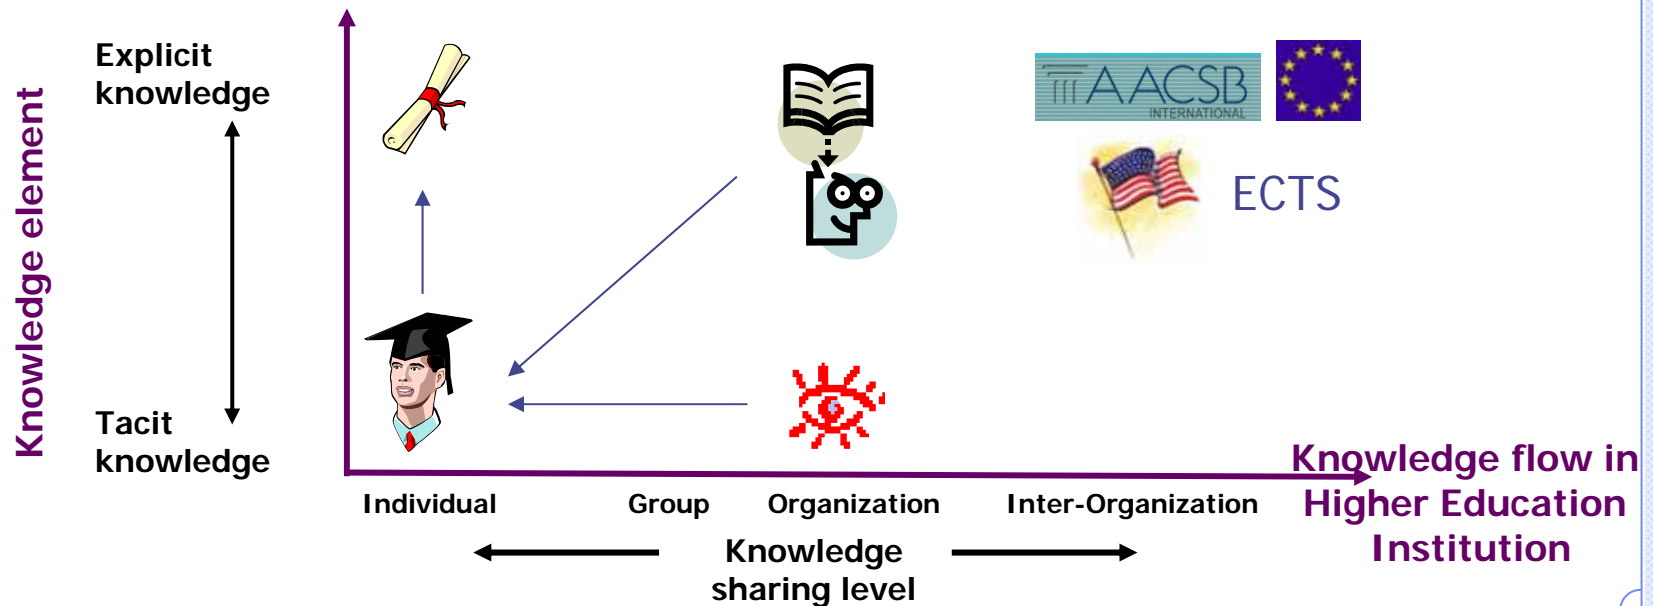 Knowledge element
Explicit
knowledge
Tacit
knowledge
AACSB
INTERNATIONAL
ECTS
Individual
Group
Organization
Inter-Organization
Knowledge
sharing level
Knowledge flow in
Higher Education
Institution